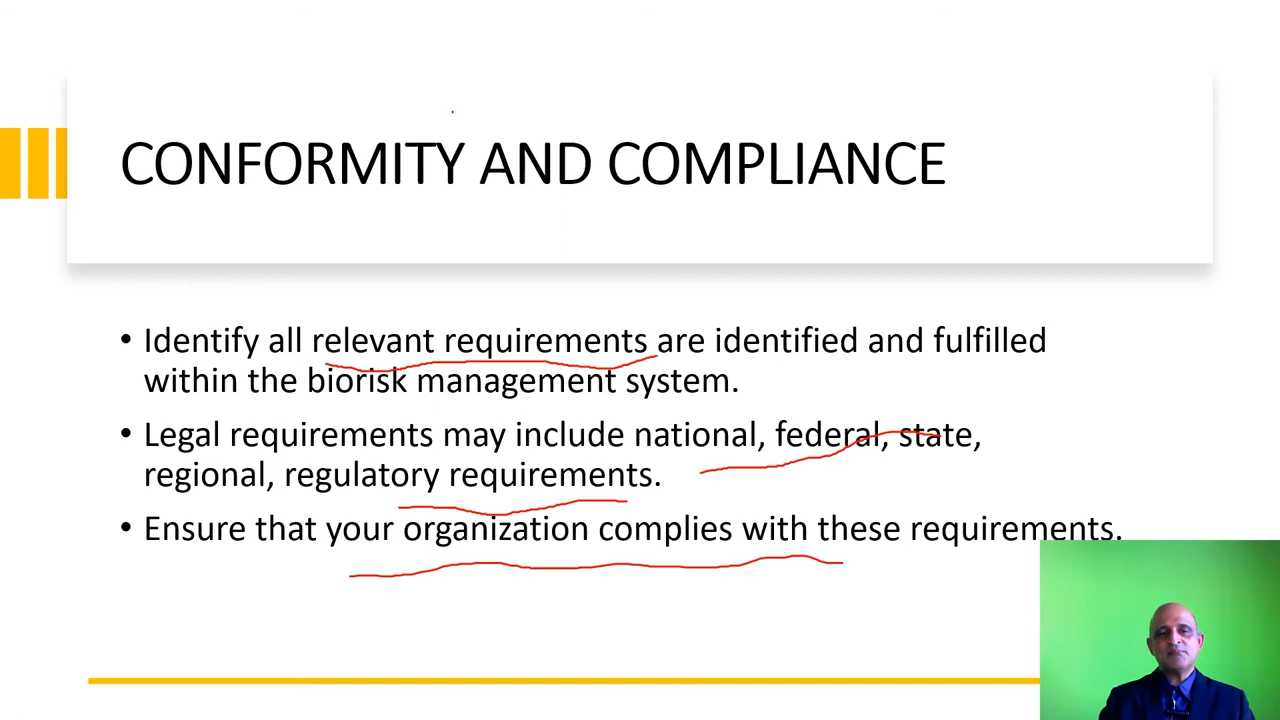 CONFORMITY AND COMPLIANCE
• Identify all relevant requirements are identified and fulfilled
within the biorisk management system.
• Legal requirements may include national, federal, state,
regional, regulatory requirements.
• Ensure that your organization complies with these requirements.